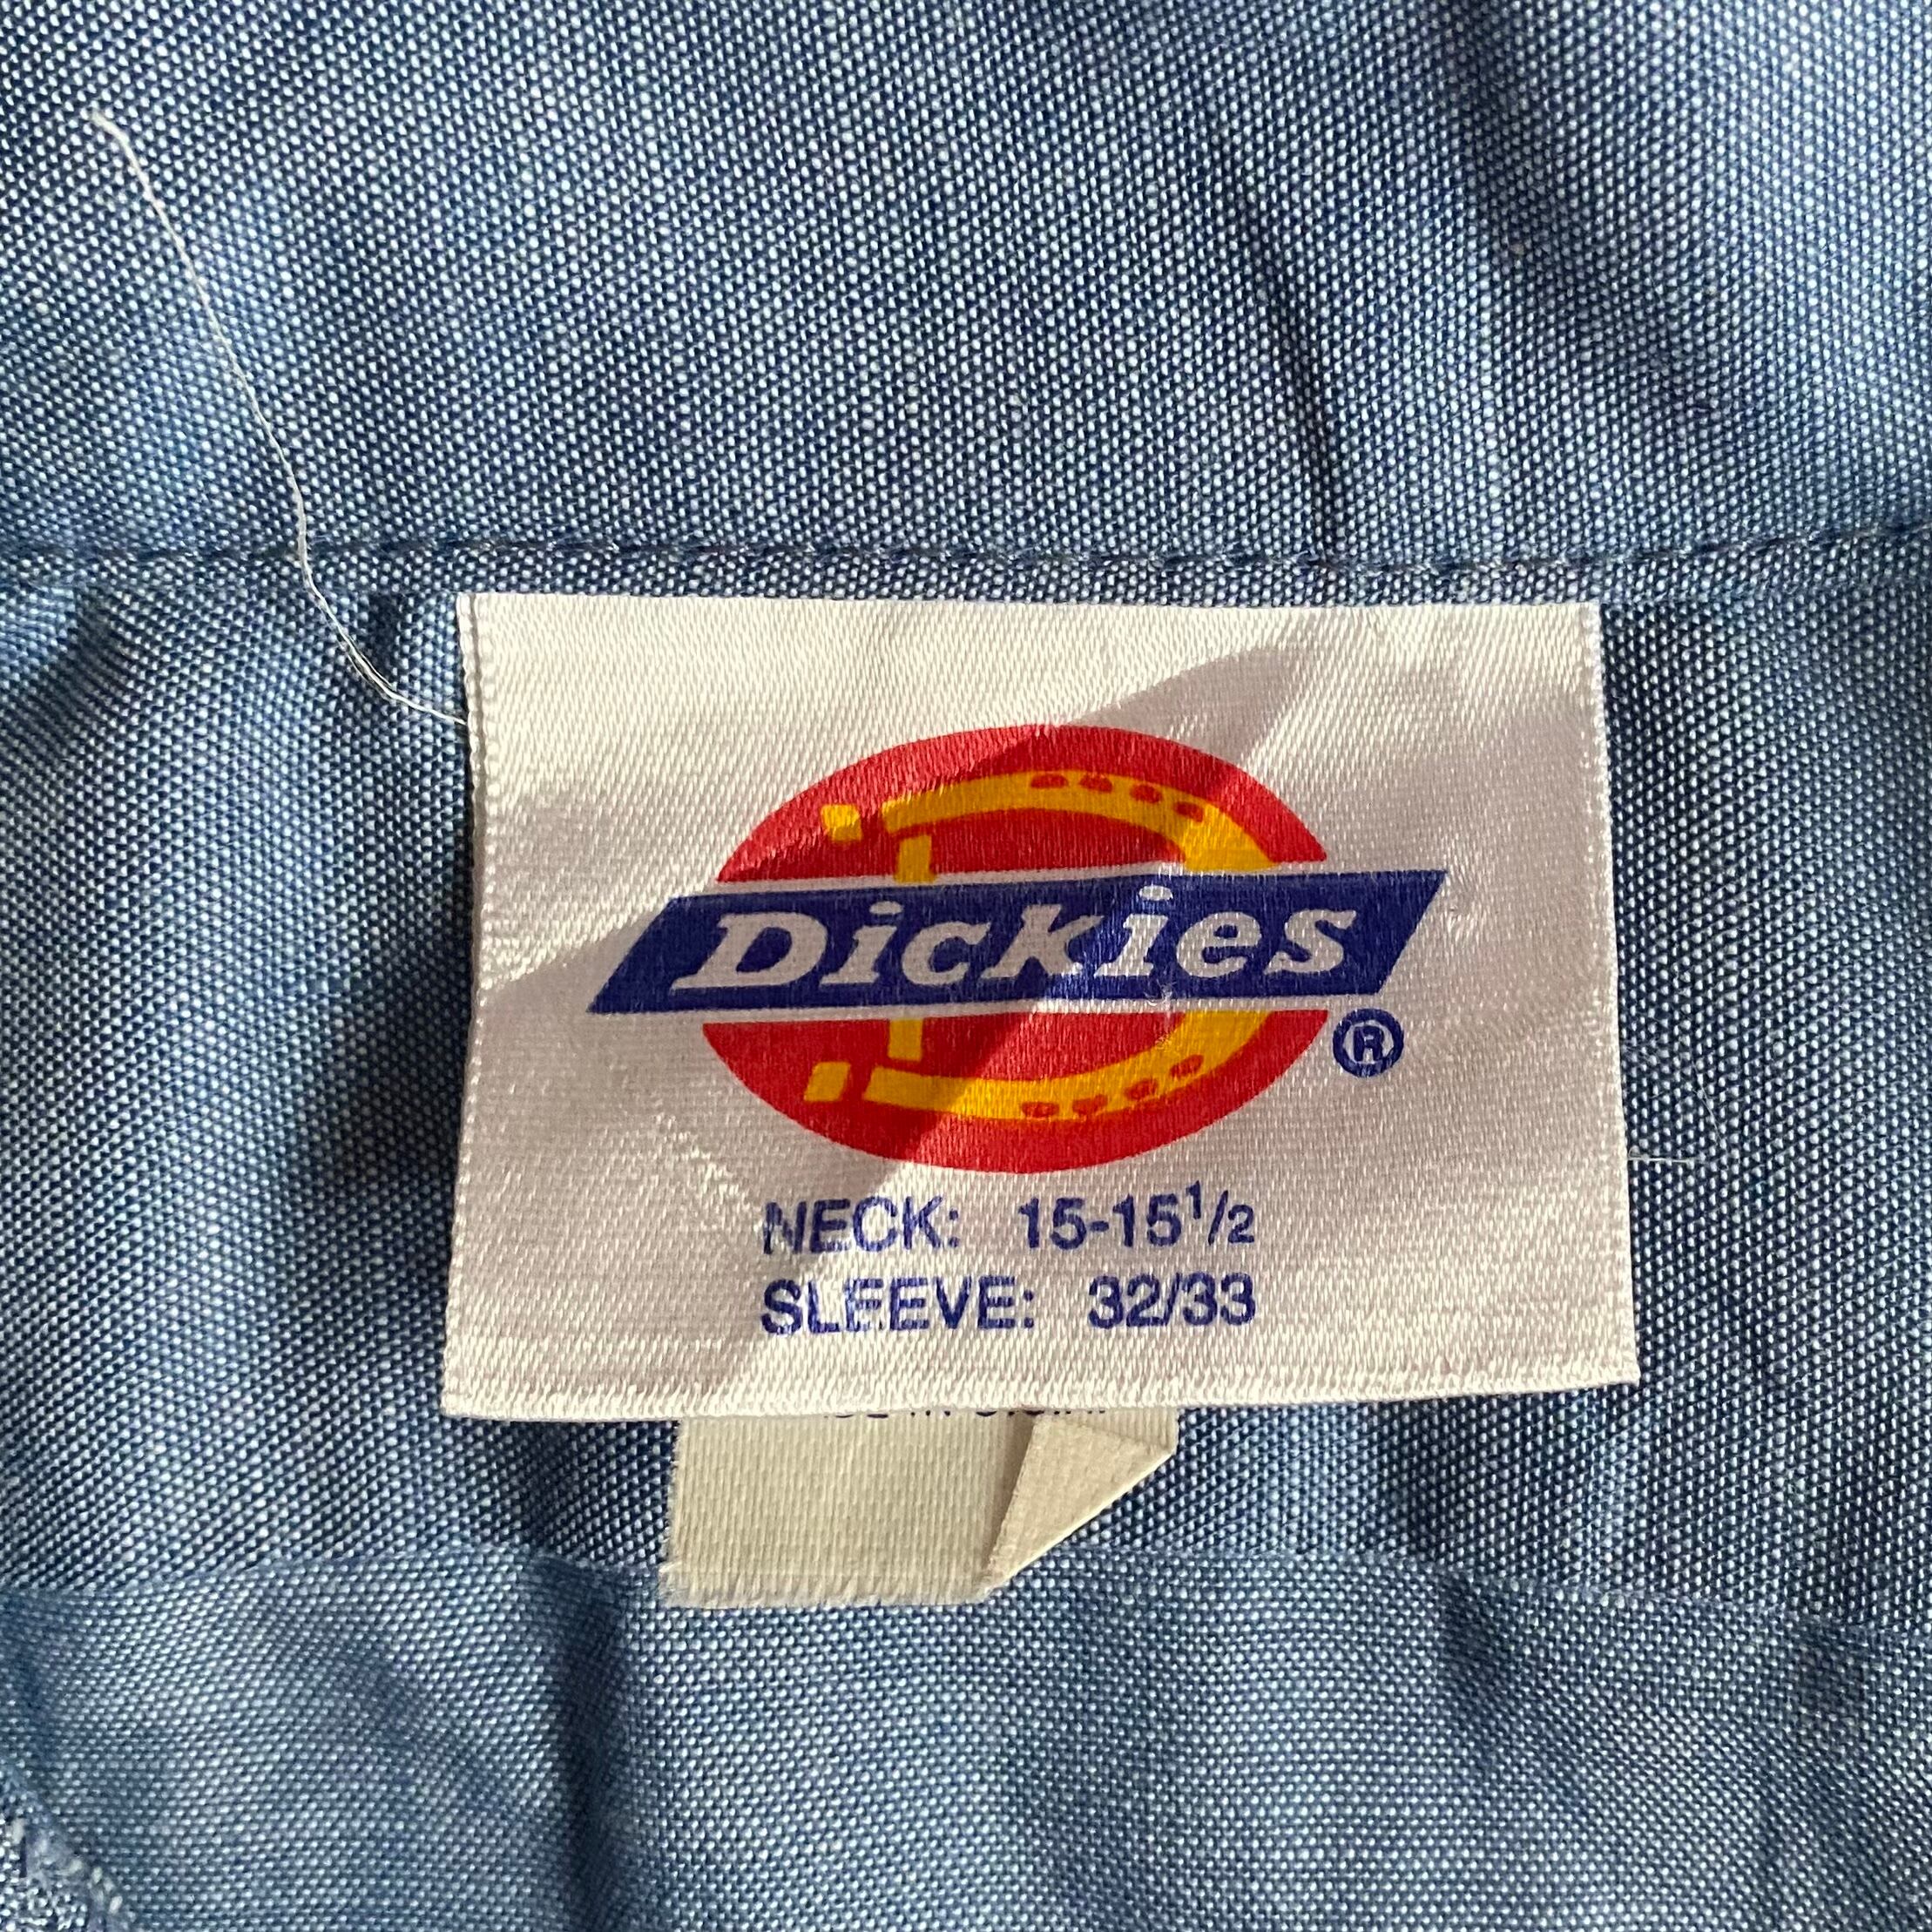 Dickies
®
NECK: 15-15½
SLEEVE: 32/33